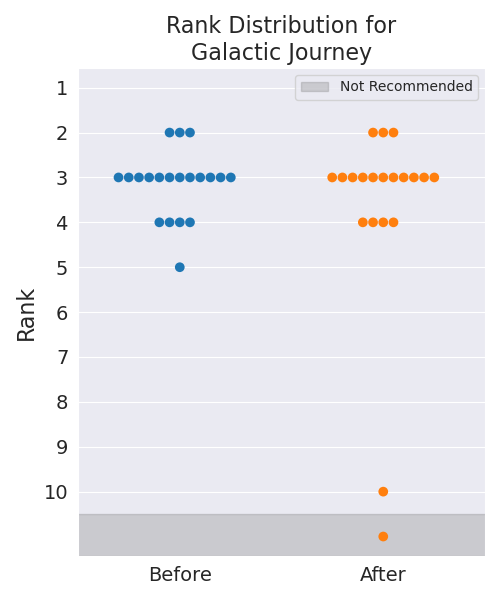 Rank Distribution for
Galactic Journey
Not Recommended
1
2
3
4
5
6
7
8
9
10
Rank
Before
After